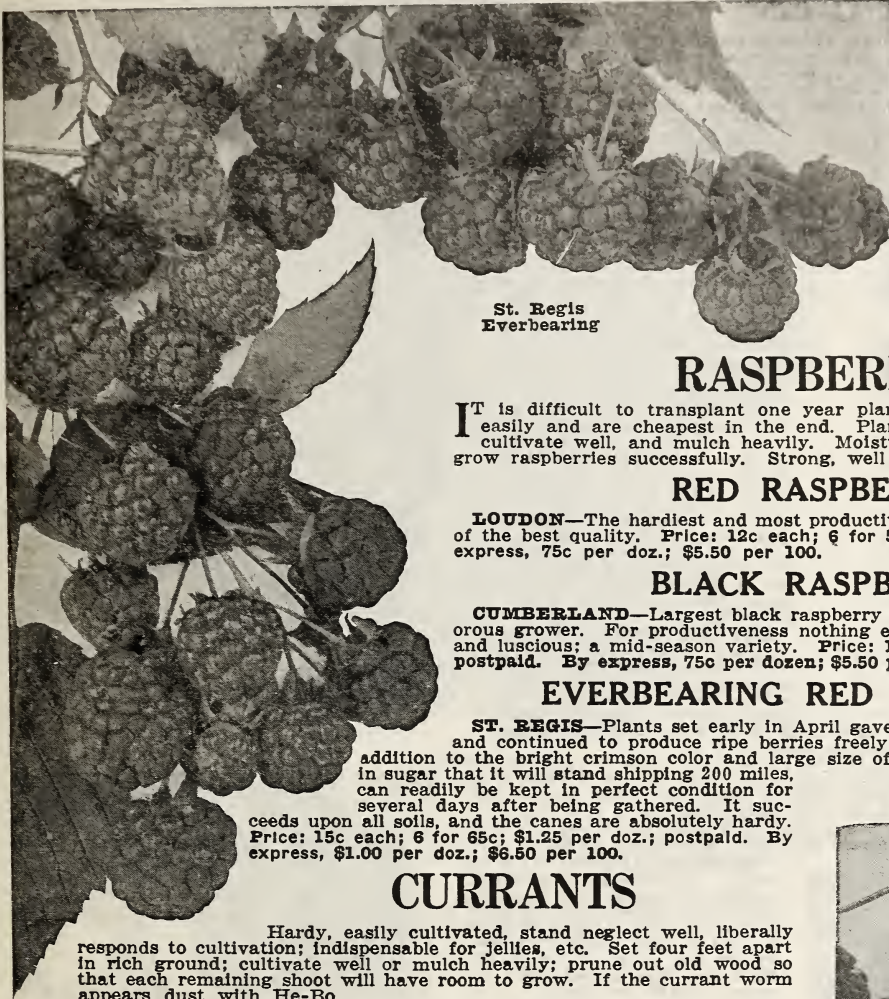 St. Regis
Everbearing
RASPBER
IT is difficult to transplant one year
easily and are cheapest in the end.
cultivate well, and mulch heavily.
grow raspberries successfully. Strong, well
RED RASPBE
LOUDON—The hardiest and most
of the best quality. Price: 12c each; 6 for
express, 75c per doz.; $5.50 per 100.
BLACK RASPB
CUMBERLAND—Largest black raspberry
orous grower. For productiveness nothing
and luscious; a mid-season variety. Price:
postpaid. By express, 75c per dozen; $5.50
EVERBEARING RED
ST. REGIS—Plants set early in April gave
and continued to produce ripe berries freely
addition to the bright crimson color and large size of
in sugar that it will stand shipping 200 miles,
can readily be kept in perfect condition for
several days after being gathered. It suc-
ceeds upon all soils, and the canes are absolutely hardy.
Price: 15c each; 6 for 65c; $1.25 per doz.; postpaid. By
express, $1.00 per doz.; $6.50 per 100.
CURRANTS
Hardy, easily cultivated, stand neglect well, liberally
responds to cultivation; indispensable for jellies, etc. Set four feet apart
in rich ground; cultivate well or mulch heavily; prune out old wood so
that each remaining shoot will have room to grow. If the currant worm
appears dust with He-Bo